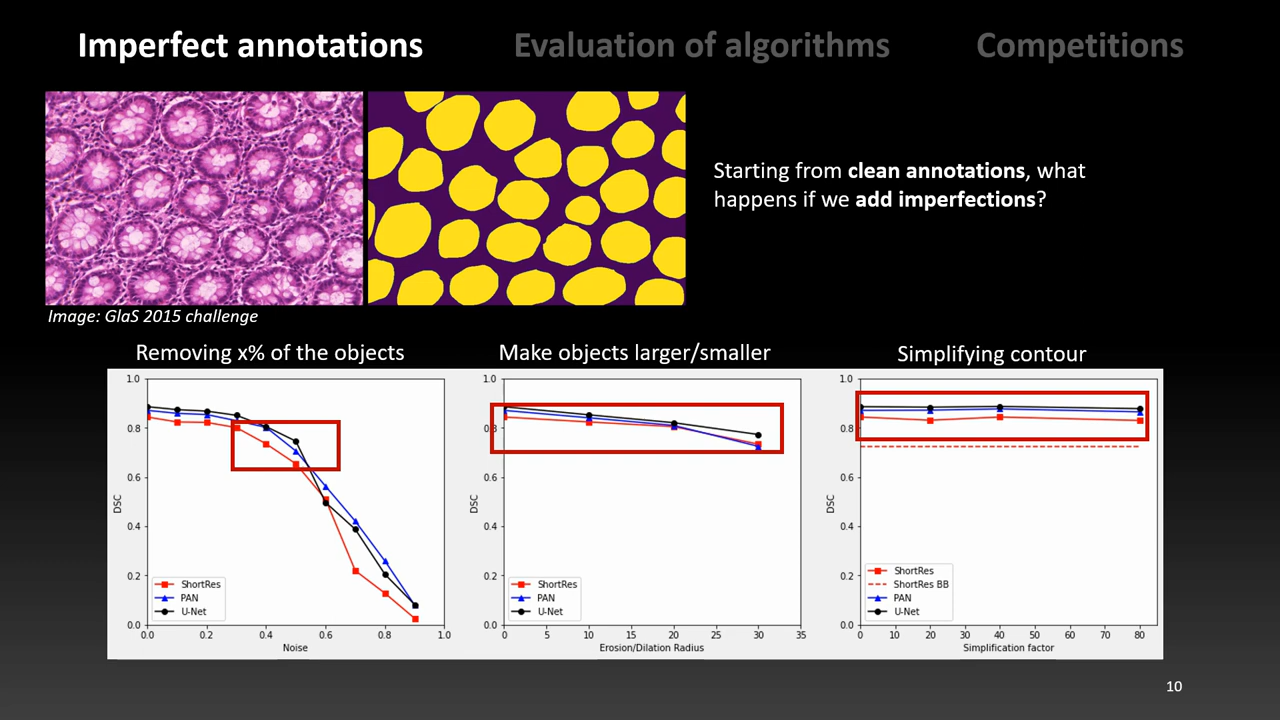 Imperfect annotations
Evaluation of algorithms
Competitions
Starting from clean annotations, what
happens if we add imperfections?
Image: GlaS 2015 challenge
Removing x% of the objects
1.0
0.8
0.6
0.4
0.2
0.0
DSC
ShortRes
PAN
U-Net
0.0 0.2 0.4 0.6 0.8 1.0
Noise
Make objects larger/smaller
1.0
0.8
0.6
0.4
0.2
0.0
DSC
ShortRes
PAN
U-Net
0 5 10 15 20 25 30 35
Erosion/Dilation Radius
Simplifying contour
1.0
0.8
0.6
0.4
0.2
0.0
DSC
ShortRes
ShortRes BB
PAN
U-Net
0 10 20 30 40 50 60 70 80
Simplification factor
10